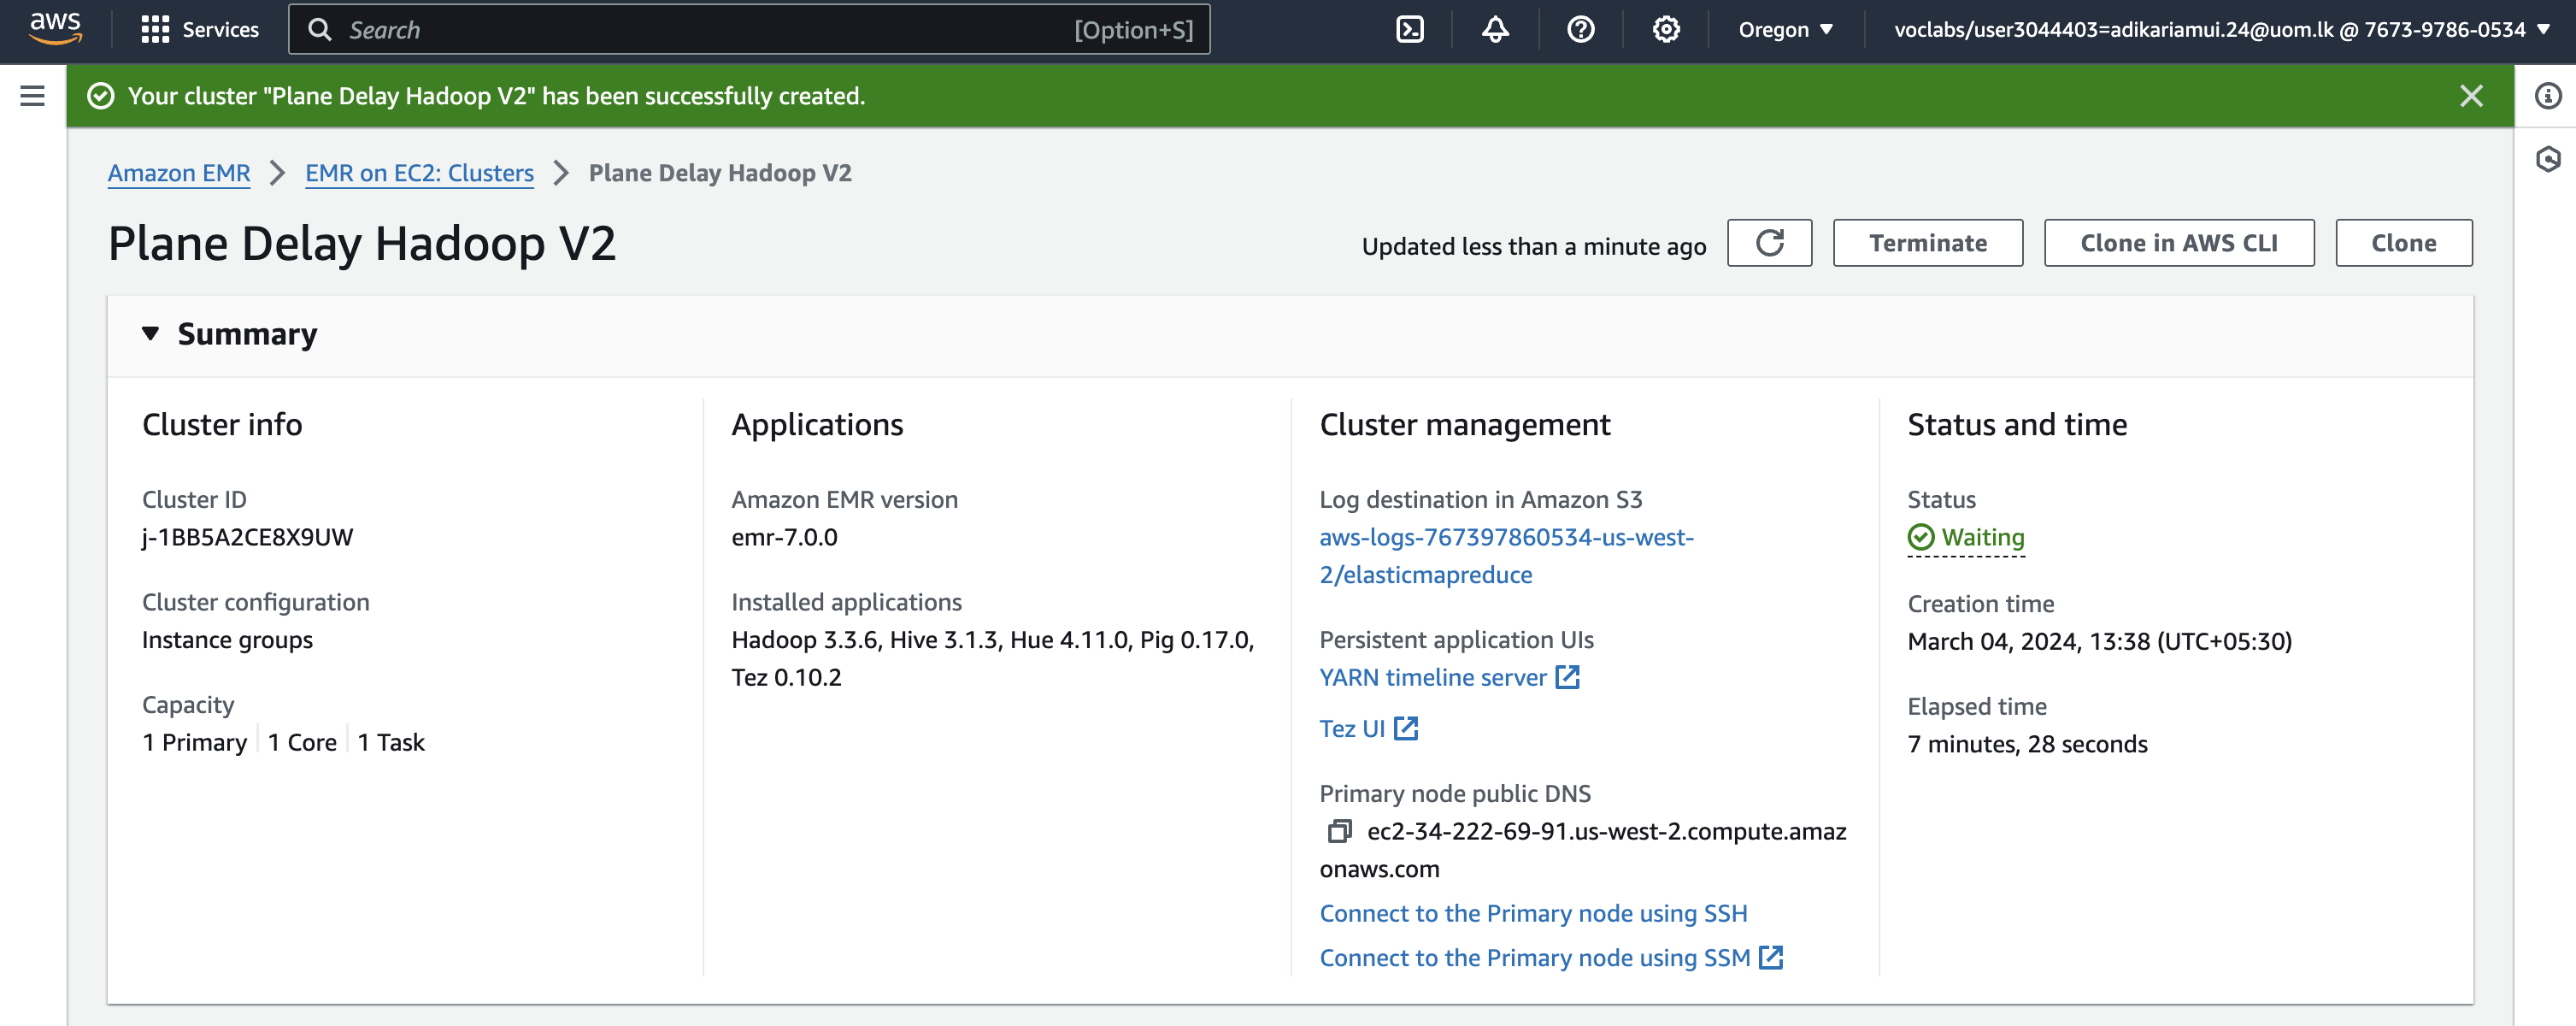 aws
Services
Search [Option+S]
Oregon
voclabs/user3044403=adikariamui.24@uom.lk @ 7673-9786-0534
Your cluster "Plane Delay Hadoop V2" has been successfully created.
Amazon EMR
EMR on EC2: Clusters
Plane Delay Hadoop V2
Plane Delay Hadoop V2
Updated less than a minute ago
Terminate
Clone in AWS CLI
Clone
Summary
Cluster info
Cluster ID
j-1BB5A2CE8X9UW
Cluster configuration
Instance groups
Capacity
1 Primary 1 Core 1 Task
Applications
Amazon EMR version
emr-7.0.0
Installed applications
Hadoop 3.3.6, Hive 3.1.3, Hue 4.11.0, Pig 0.17.0,
Tez 0.10.2
Cluster management
Log destination in Amazon S3
aws-logs-767397860534-us-west-
2/elasticmapreduce
Persistent application UIs
YARN timeline server
Tez UI
Primary node public DNS
ec2-34-222-69-91.us-west-2.compute.amaz
onaws.com
Connect to the Primary node using SSH
Connect to the Primary node using SSM
Status and time
Status
Waiting
Creation time
March 04, 2024, 13:38 (UTC+05:30)
Elapsed time
7 minutes, 28 seconds